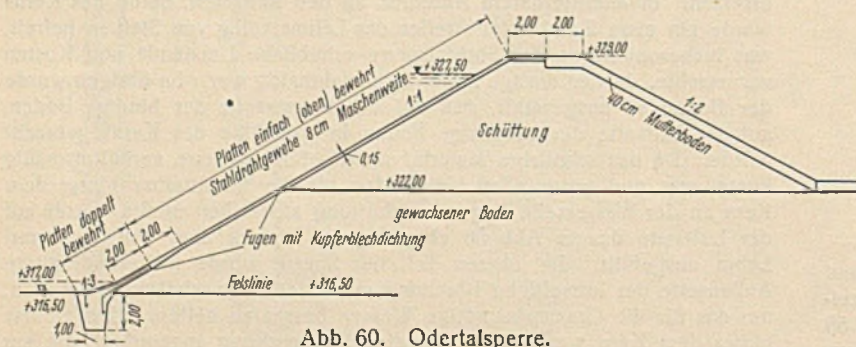 2,00 2,00
+329,00
+327,50
Platten einfach (oben) bewehrt
Stahldrahtgewebe 8 cm Maschenweite
1:1
0,15
Schüttung
1:2
40 cm Mutterboden
+322,00
gewachsener Boden
Platten doppelt
bewehrt
2,00 2,00
Fugen mit Kupferblechdichtung
+317,00
1:3
+316,50
Felslinie +316,50
2,00
1,00
Abb. 60. Odertalsperre.